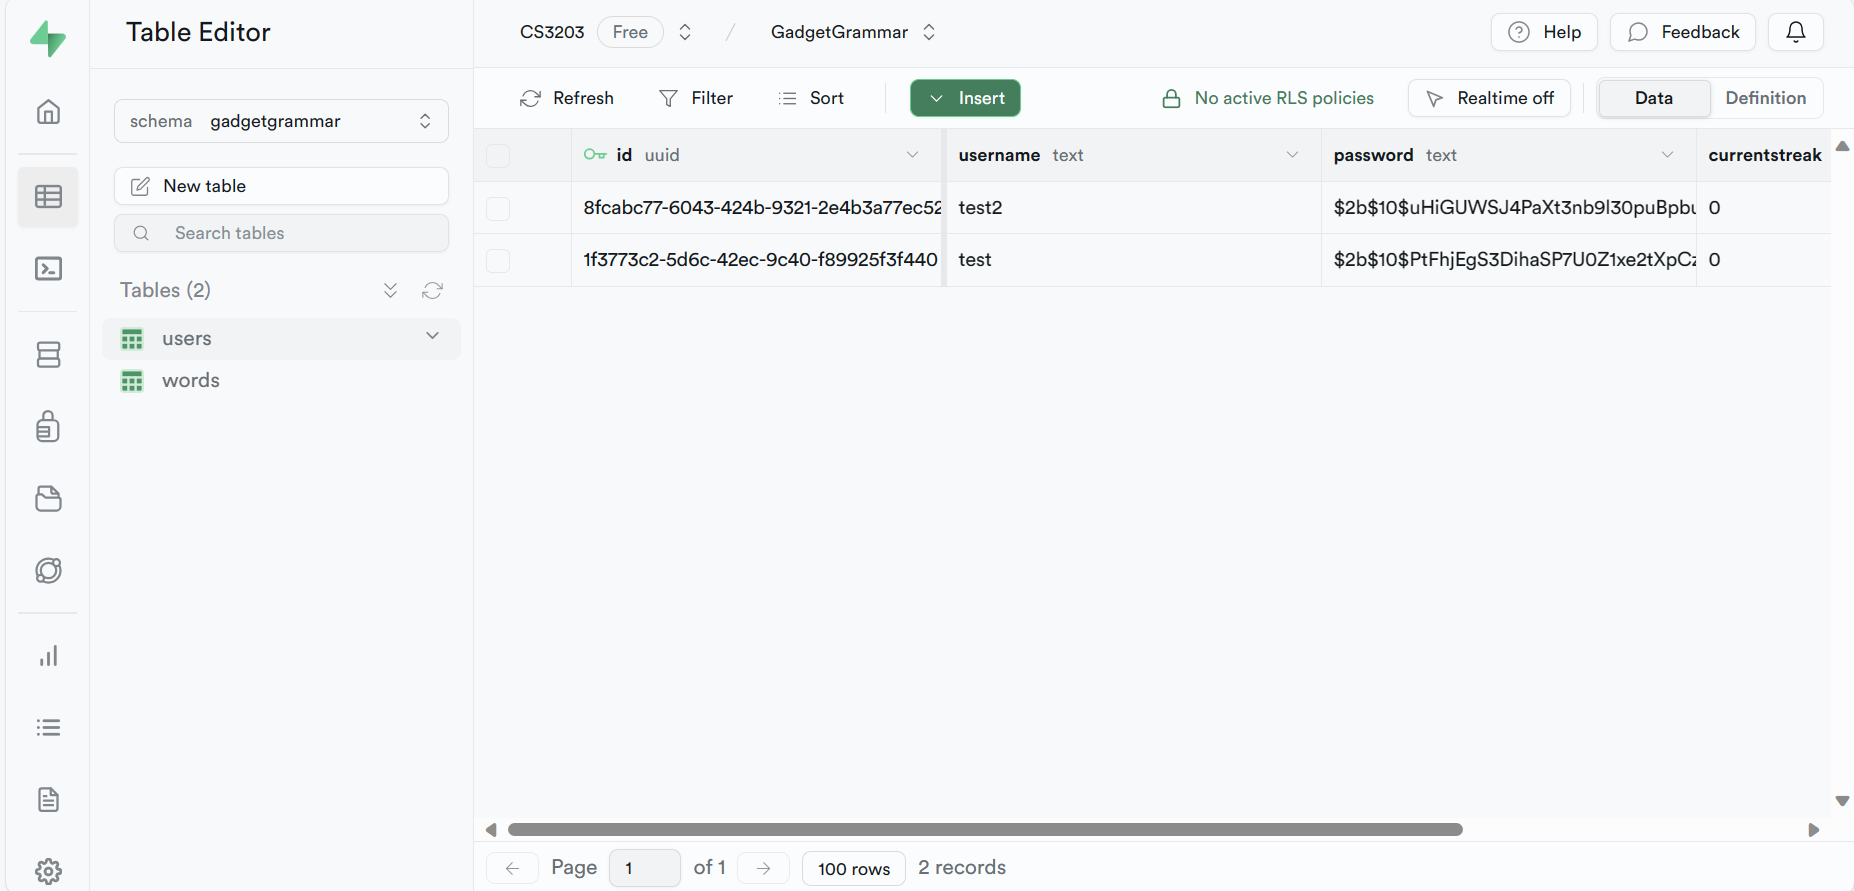 Table Editor
CS3203 Free / GadgetGrammar
Help
Feedback
schema gadgetgrammar
New table
Search tables
Tables (2)
users
words
Refresh Filter Sort Insert No active RLS policies Realtime off Data Definition
id uuid username text password text currentstreak
8fcabc77-6043-424b-9321-2e4b3a77ec52 test2 $2b$10$uHiGUWSJ4PaXt3nb9l30puBpbu 0
1f3773c2-5d6c-42ec-9c40-f89925f3f440 test $2b$10$PtFhjEgS3DihaSP7U0Z1xe2tXpCz 0
Page 1 of 1 100 rows 2 records